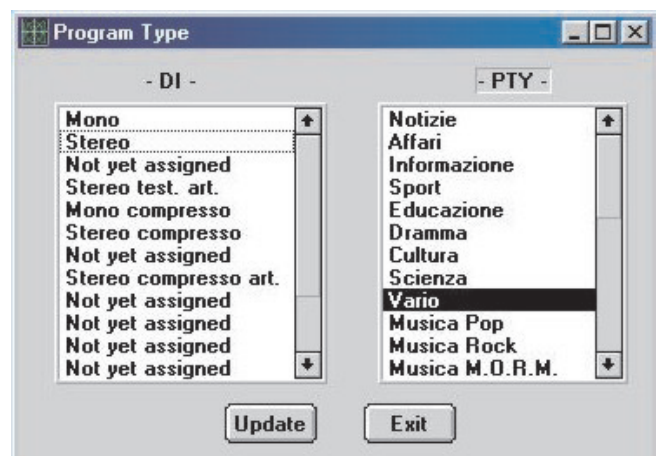 Program Type
- DI -
Mono
Stereo
Not yet assigned
Stereo test. art.
Mono compresso
Stereo compresso
Not yet assigned
Stereo compresso art.
Not yet assigned
Not yet assigned
Not yet assigned
Not yet assigned
- PTY -
Notizie
Affari
Informazione
Sport
Educazione
Dramma
Cultura
Scienza
Vario
Musica Pop
Musica Rock
Musica M.O.R.M.
Update
Exit